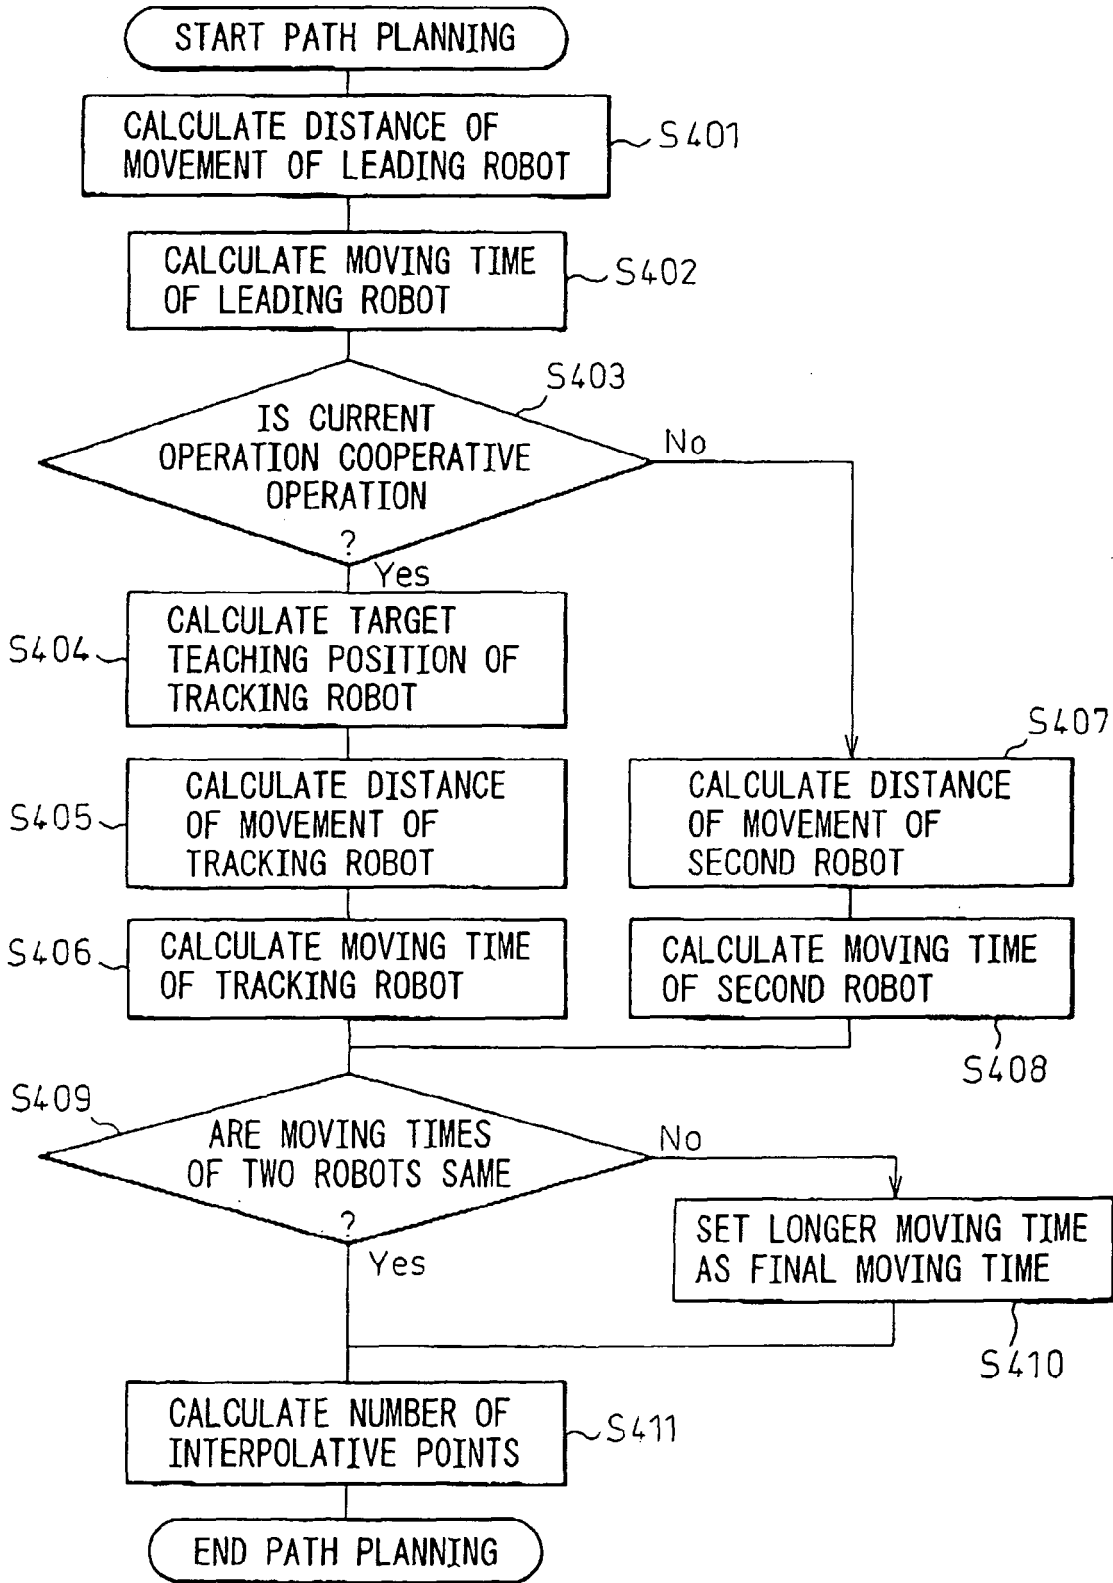 START PATH PLANNING
CALCULATE DISTANCE OF
MOVEMENT OF LEADING ROBOT
S401
CALCULATE MOVING TIME
OF LEADING ROBOT
S402
S403
IS CURRENT
OPERATION COOPERATIVE
OPERATION
?
No
Yes
S404
CALCULATE TARGET
TEACHING POSITION OF
TRACKING ROBOT
S405
CALCULATE DISTANCE
OF MOVEMENT OF
TRACKING ROBOT
S407
CALCULATE DISTANCE
OF MOVEMENT OF
SECOND ROBOT
S406
CALCULATE MOVING TIME
OF TRACKING ROBOT
CALCULATE MOVING TIME
OF SECOND ROBOT
S408
S409
ARE MOVING TIMES
OF TWO ROBOTS SAME
?
No
Yes
SET LONGER MOVING TIME
AS FINAL MOVING TIME
S410
CALCULATE NUMBER OF
INTERPOLATIVE POINTS
S411
END PATH PLANNING